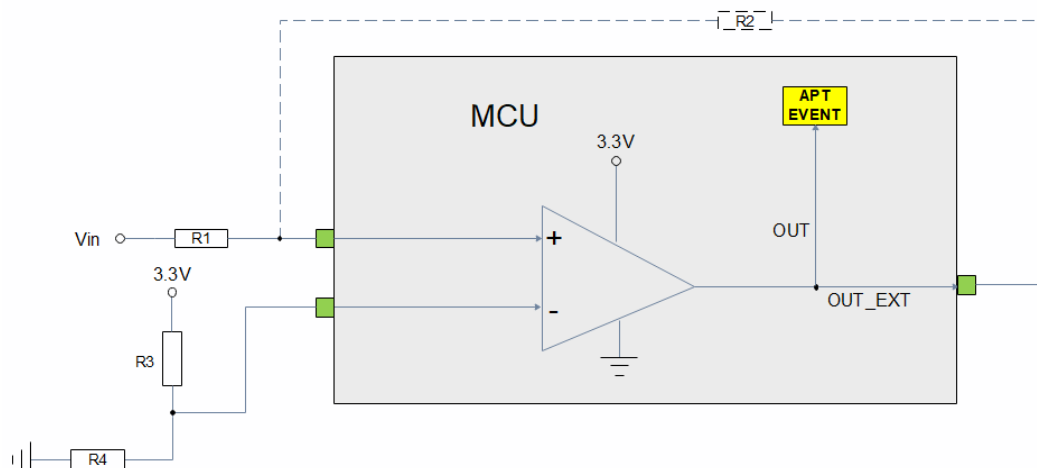 R2
APT
EVENT
MCU
3.3V
Vin
R1
+
OUT
3.3V
OUT_EXT
-
R3
R4